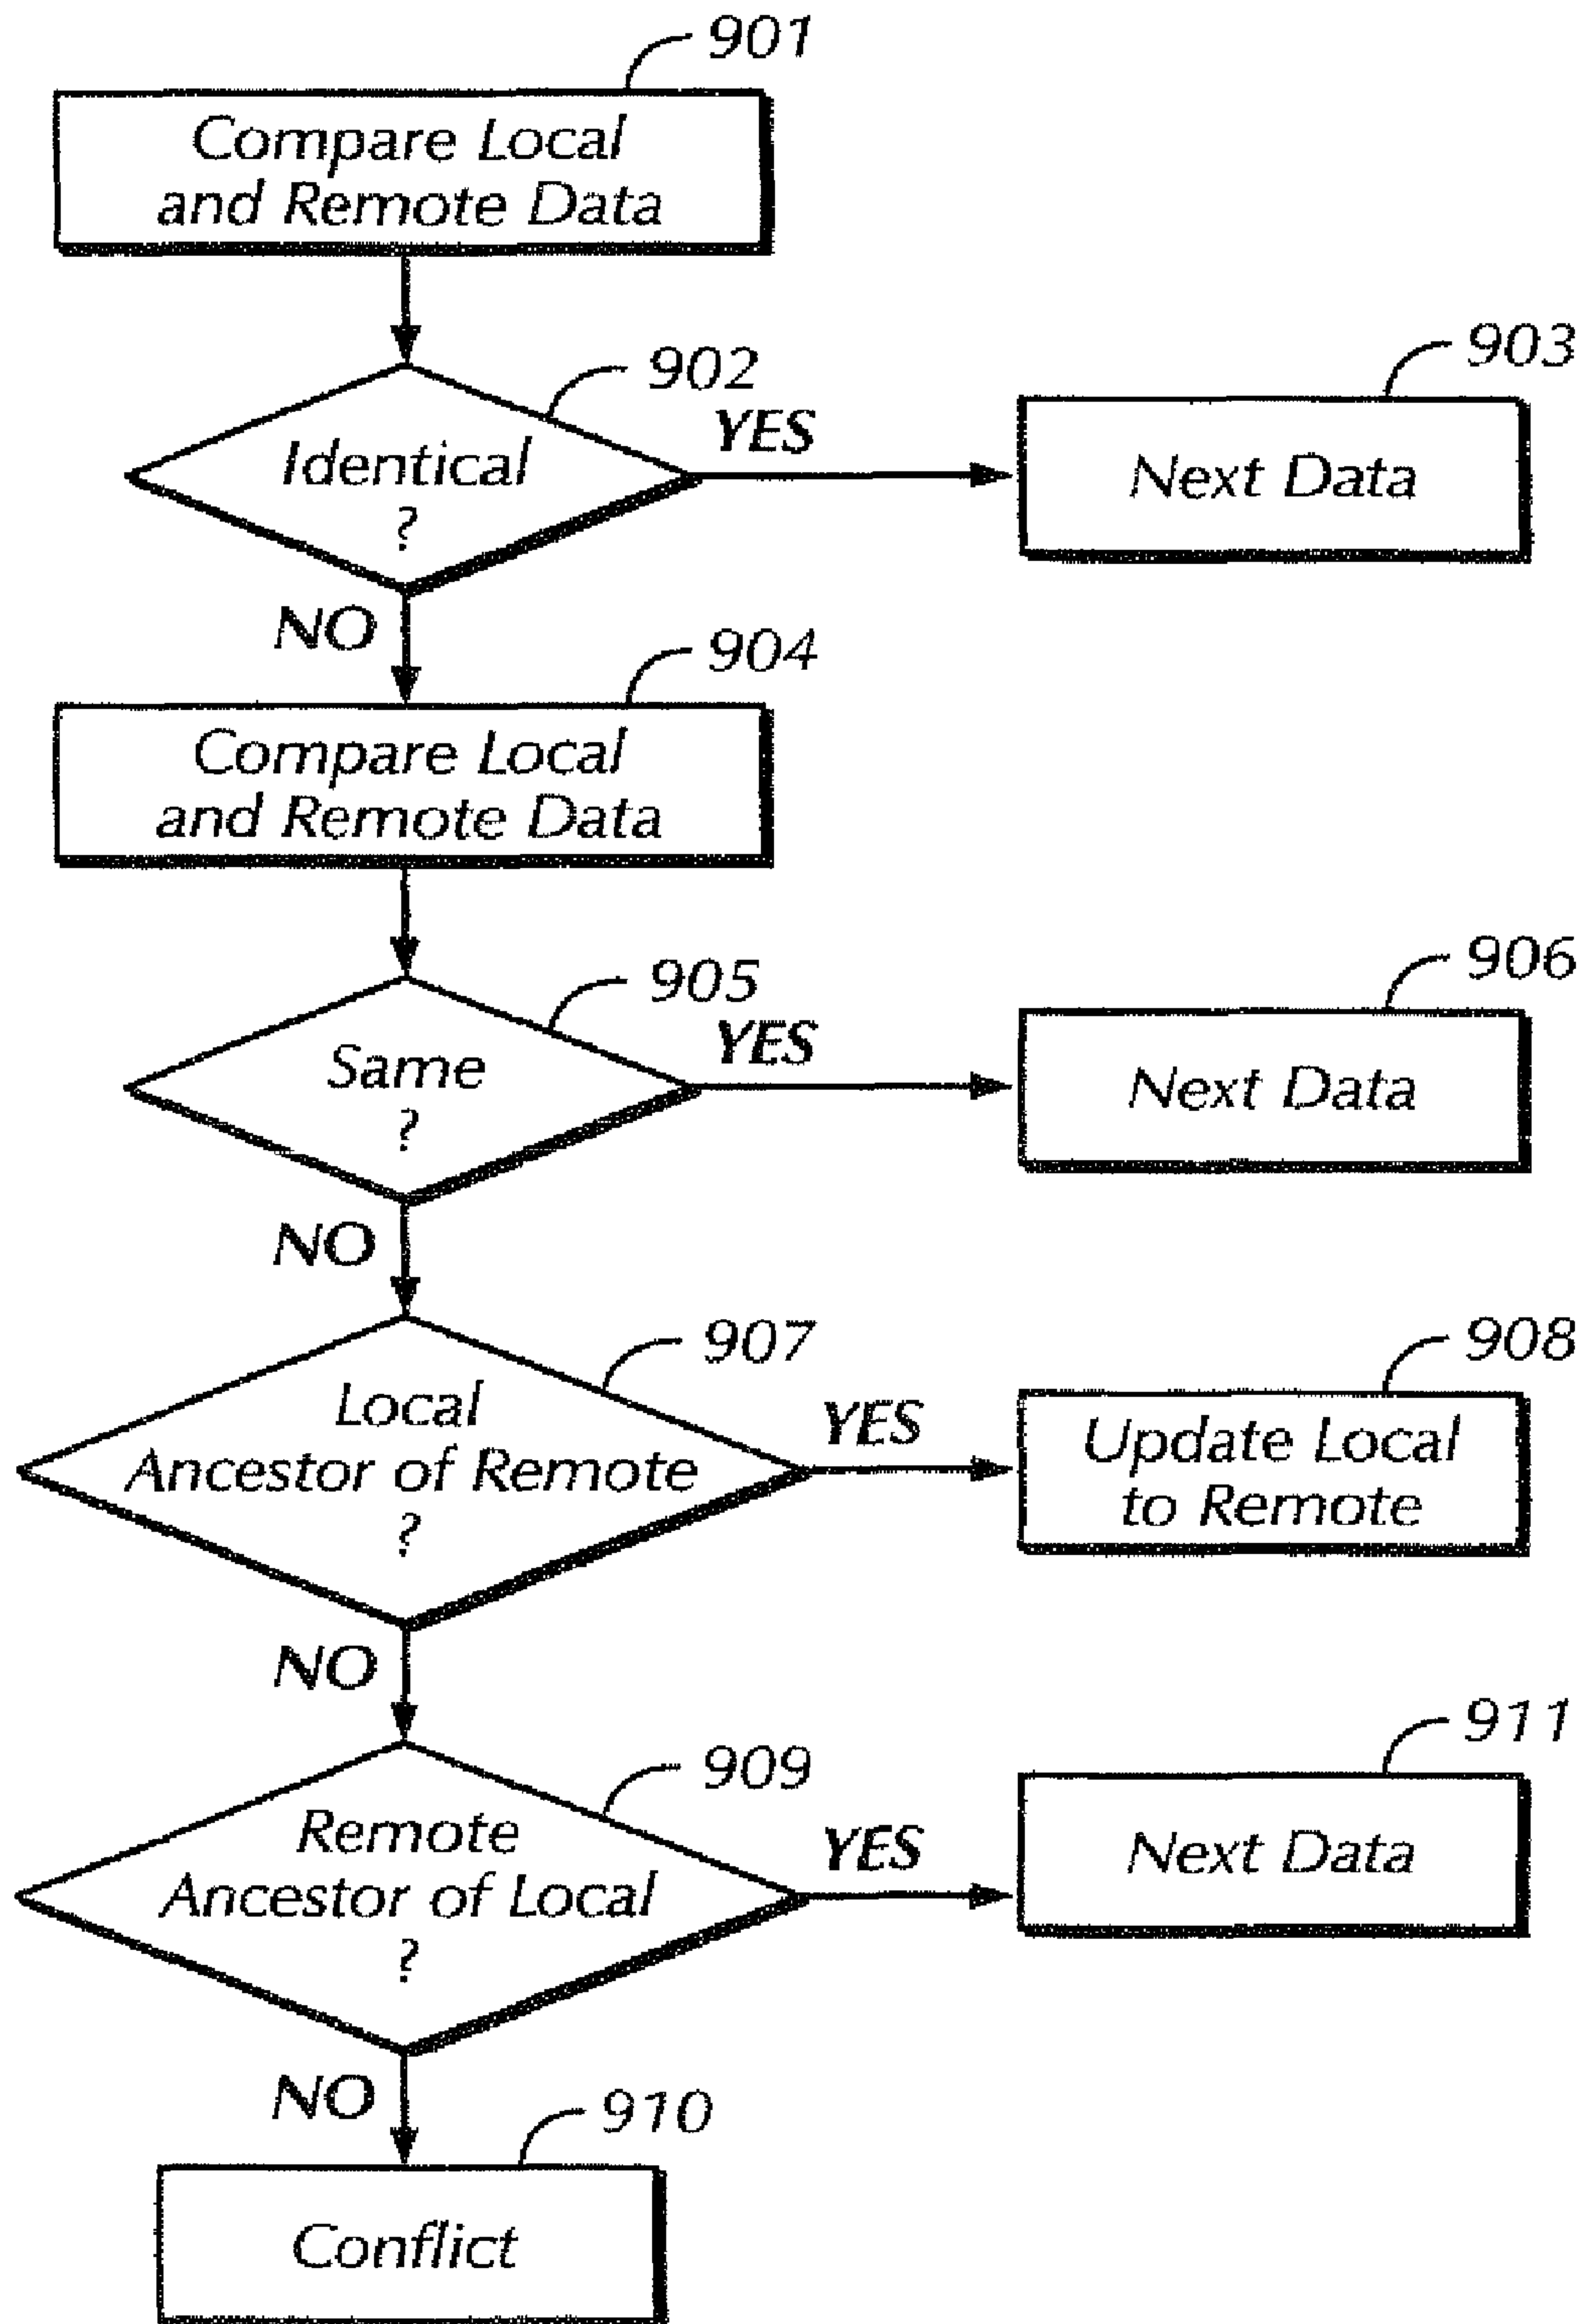 901
Compare Local
and Remote Data
902
Identical
?
YES
903
Next Data
NO
904
Compare Local
and Remote Data
905
Same
?
YES
906
Next Data
NO
907
Local
Ancestor of Remote
?
YES
908
Update Local
to Remote
NO
909
Remote
Ancestor of Local
?
YES
911
Next Data
NO
910
Conflict